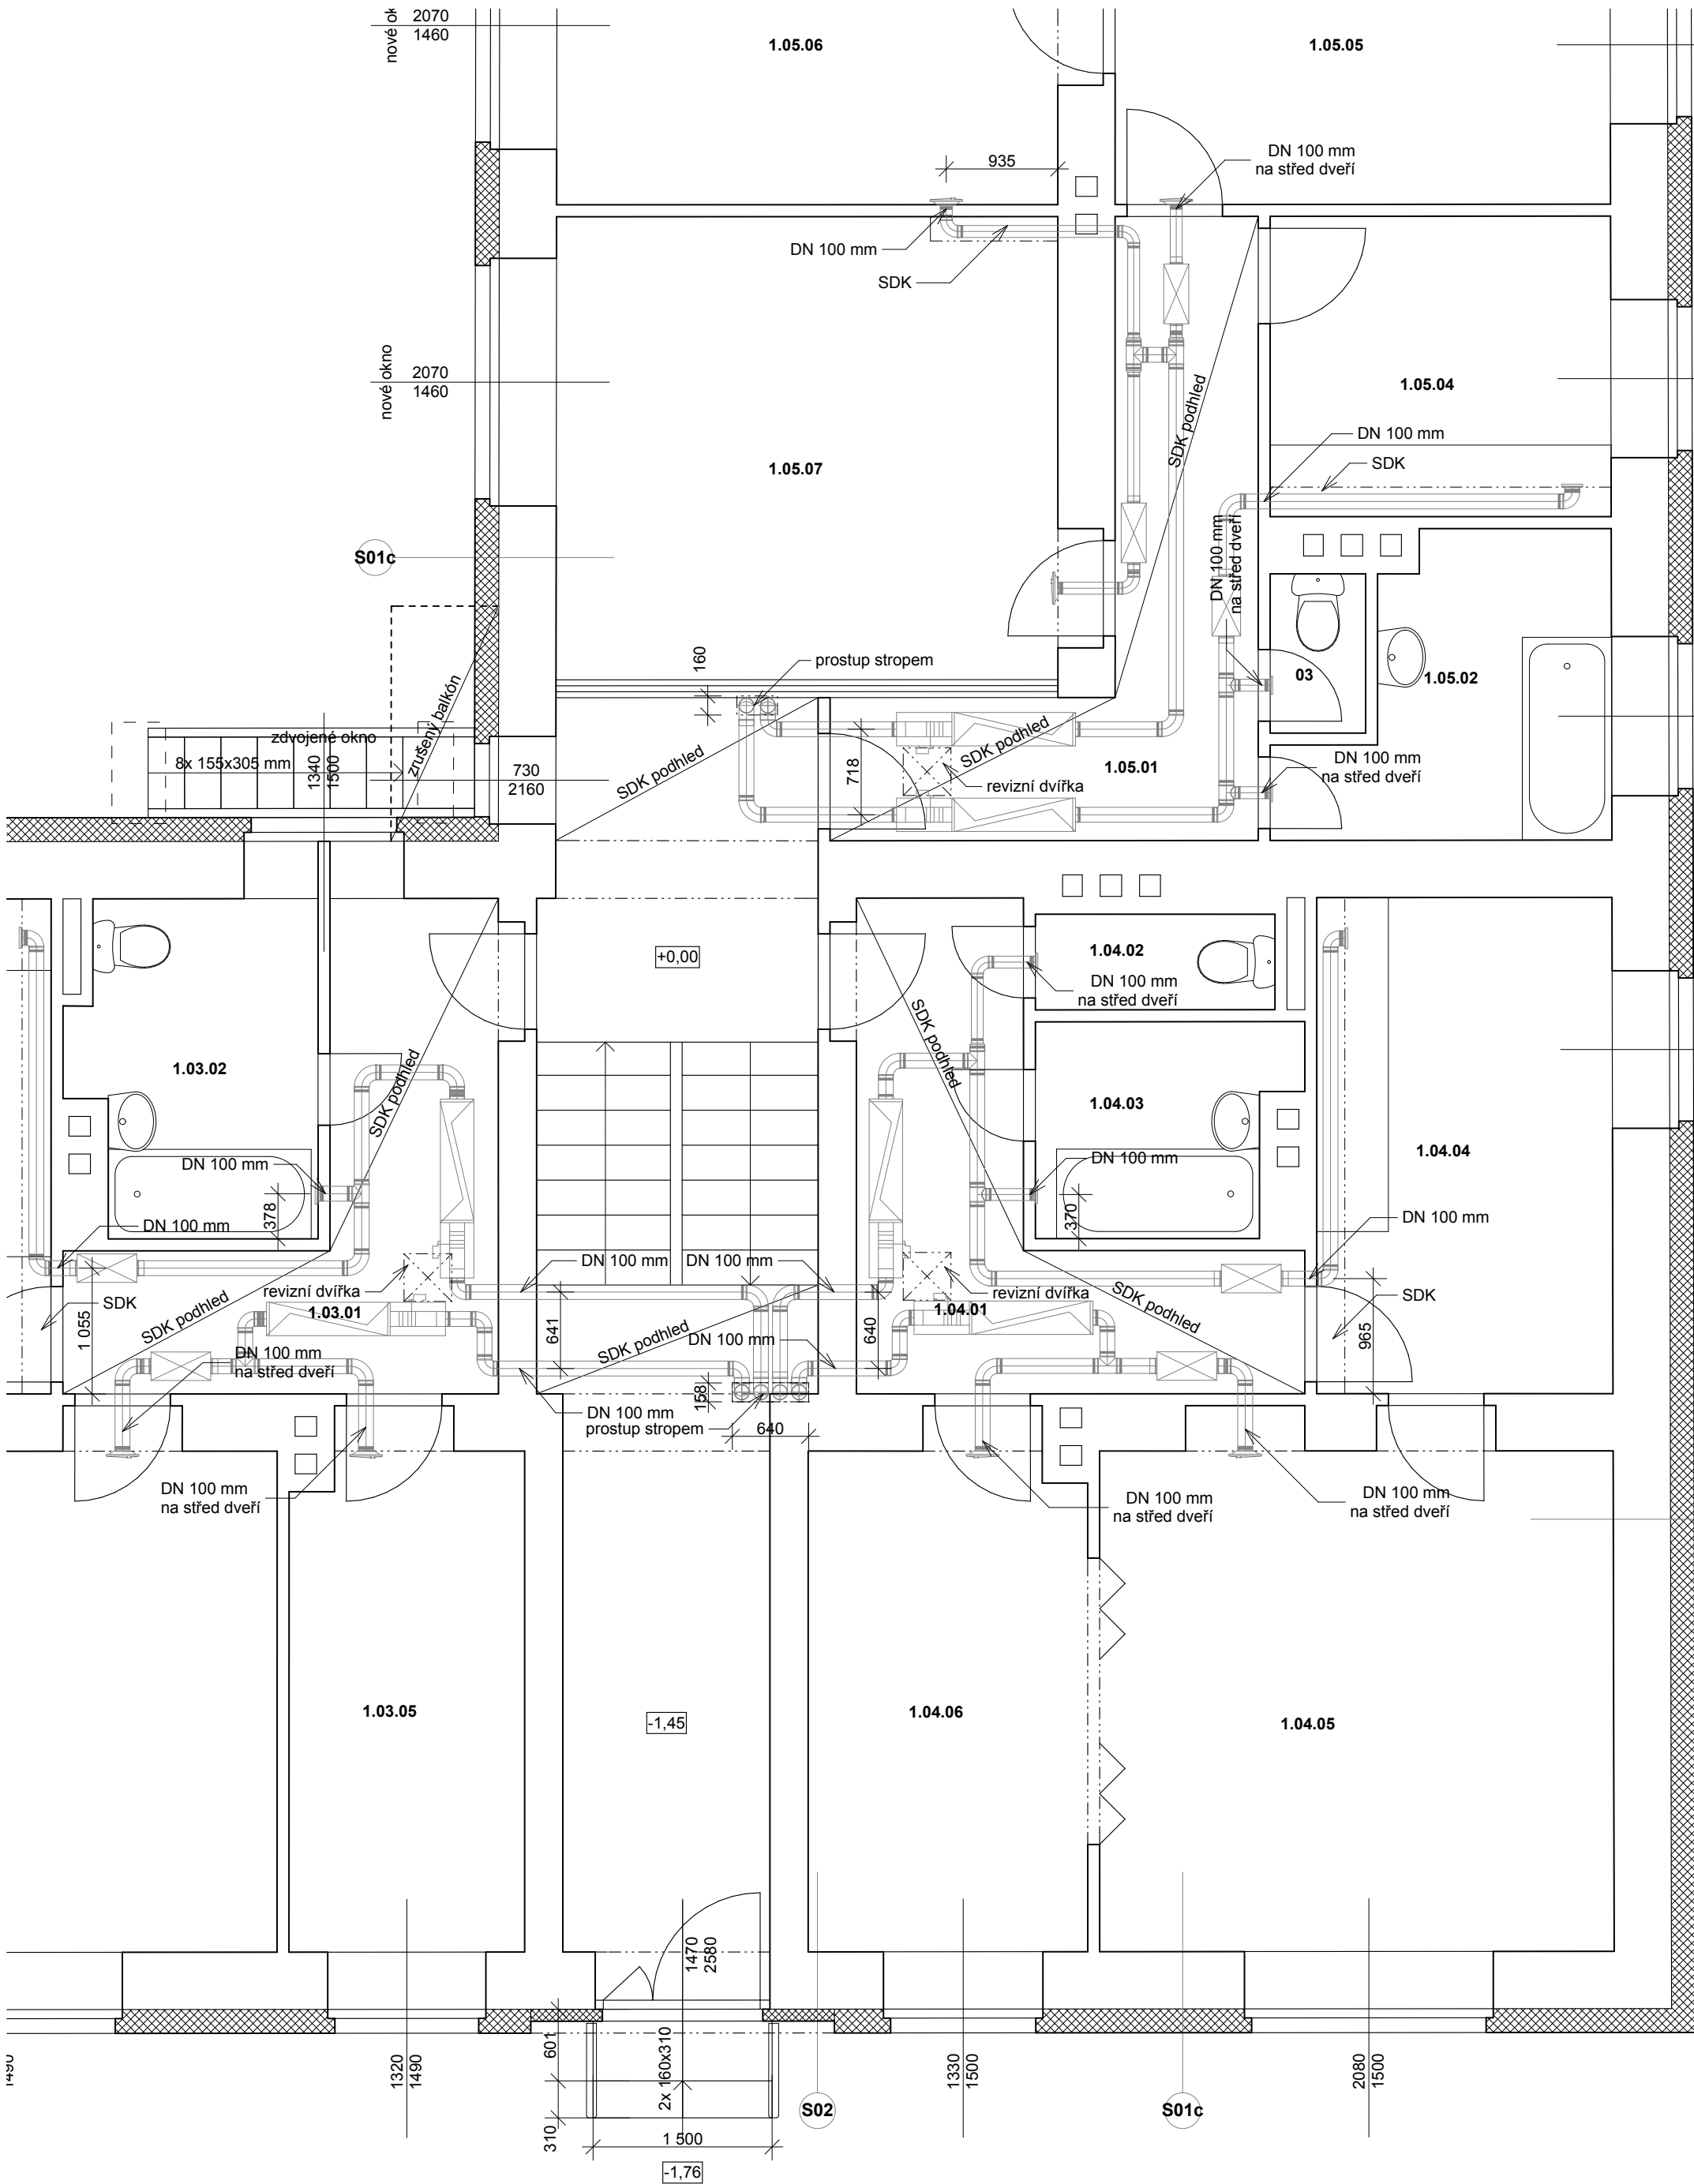 nové ok
2070
1460
1.05.06
1.05.05
935
DN 100 mm
na střed dveří
DN 100 mm
SDK
nové okno
2070
1460
SDK podhled
1.05.04
DN 100 mm
SDK
1.05.07
S01c
DN 100 mm
na střed dveří
160
prostup stropem
03
1.05.02
zrušený balkón
zdvojené okno
8x 155x305 mm
1340
1500
730
2160
SDK podhled
718
SDK podhled
1.05.01
revizní dvířka
DN 100 mm
na střed dveří
+0,00
1.04.02
DN 100 mm
na střed dveří
SDK podhled
1.03.02
SDK podhled
1.04.03
1.04.04
DN 100 mm
DN 100 mm
378
370
DN 100 mm
DN 100 mm
DN 100 mm
DN 100 mm
revizní dvířka
revizní dvířka
SDK
SDK
1.03.01
1.04.01
SDK podhled
SDK podhled
1 055
641
SDK podhled
640
965
DN 100 mm
DN 100 mm
na střed dveří
158
DN 100 mm
prostup stropem
640
DN 100 mm
na střed dveří
DN 100 mm
na střed dveří
DN 100 mm
na střed dveří
1.03.05
-1,45
1.04.06
1.04.05
1470
2580
601
2x 160x310
1490
1320
1490
1330
1500
2080
1500
S02
S01c
310
1 500
-1,76